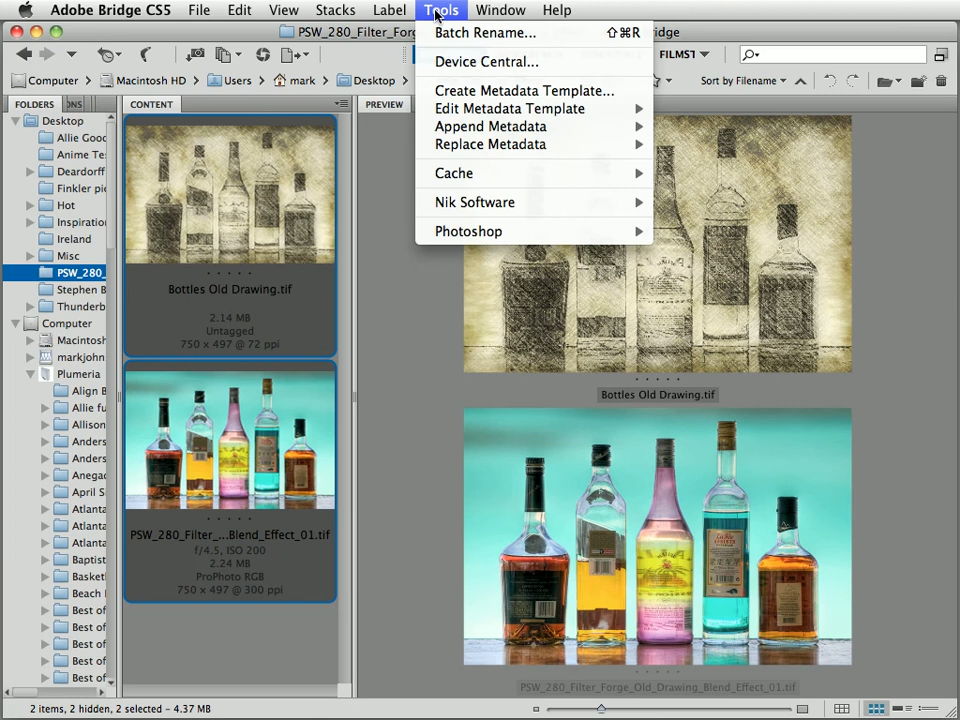 Adobe Bridge CS5 File Edit View Stacks Label Tools Window Help
PSW_280_Filter_Forg
FILMST
Batch Rename... ⇧⌘R
Device Central...
Create Metadata Template...
Edit Metadata Template
Append Metadata
Replace Metadata
Cache
Nik Software
Photoshop
Computer Macintosh HD Users mark Desktop
Sort by Filename
FOLDERS
CONTENT
PREVIEW
Desktop
Allie Good
Anime Te
Deardorff
Finkler pi
Hot
Inspiratio
Ireland
Misc
PSW_280_
Stephen B
Thunderb
Computer
Macintosh
markjohn
Plumeria
Align B
Allie fu
Allison
Anders
Anders
Anegad
April S
Atlanta
Atlanta
Atlanta
Baptist
Basket
Beach
Best of
Best of
Best of
Best of
Best of
Bottles Old Drawing.tif
2.14 MB
Untagged
750 x 497 @ 72 ppi
PSW_280_Filter_...Blend_Effect_01.tif
f/4.5, ISO 200
2.24 MB
ProPhoto RGB
750 x 497 @ 300 ppi
Bottles Old Drawing.tif
PSW_280_Filter_Forge_Old_Drawing_Blend_Effect_01.tif
2 items, 2 hidden, 2 selected - 4.37 MB